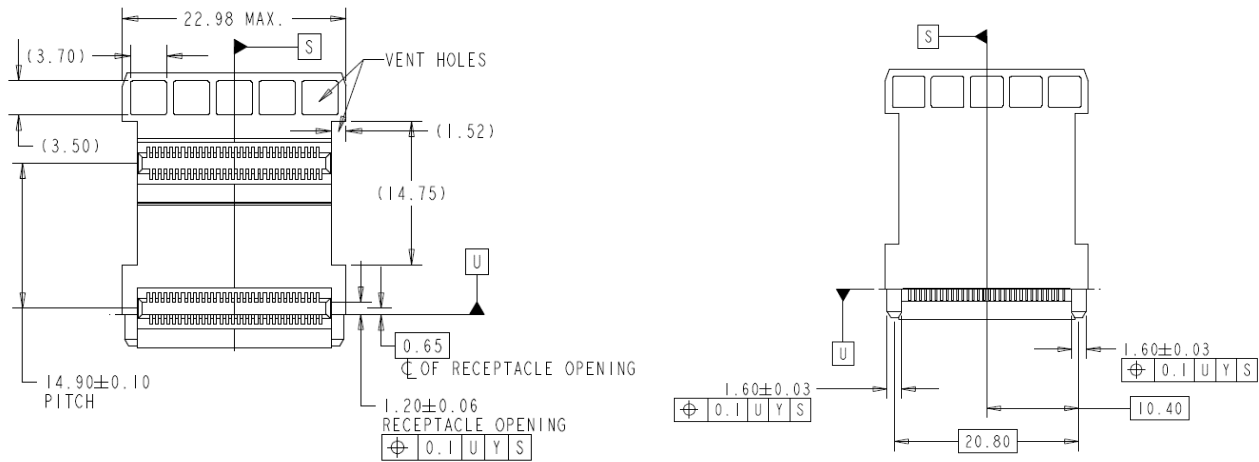 22.98 MAX.
S
(3.70)
VENT HOLES
(3.50)
(1.52)
(14.75)
U
0.65
℄ OF RECEPTACLE OPENING
14.90±0.10
PITCH
1.20±0.06
RECEPTACLE OPENING
⌖ 0.1 U Y S
S
U
1.60±0.03
⌖ 0.1 U Y S
1.60±0.03
⌖ 0.1 U Y S
10.40
20.80